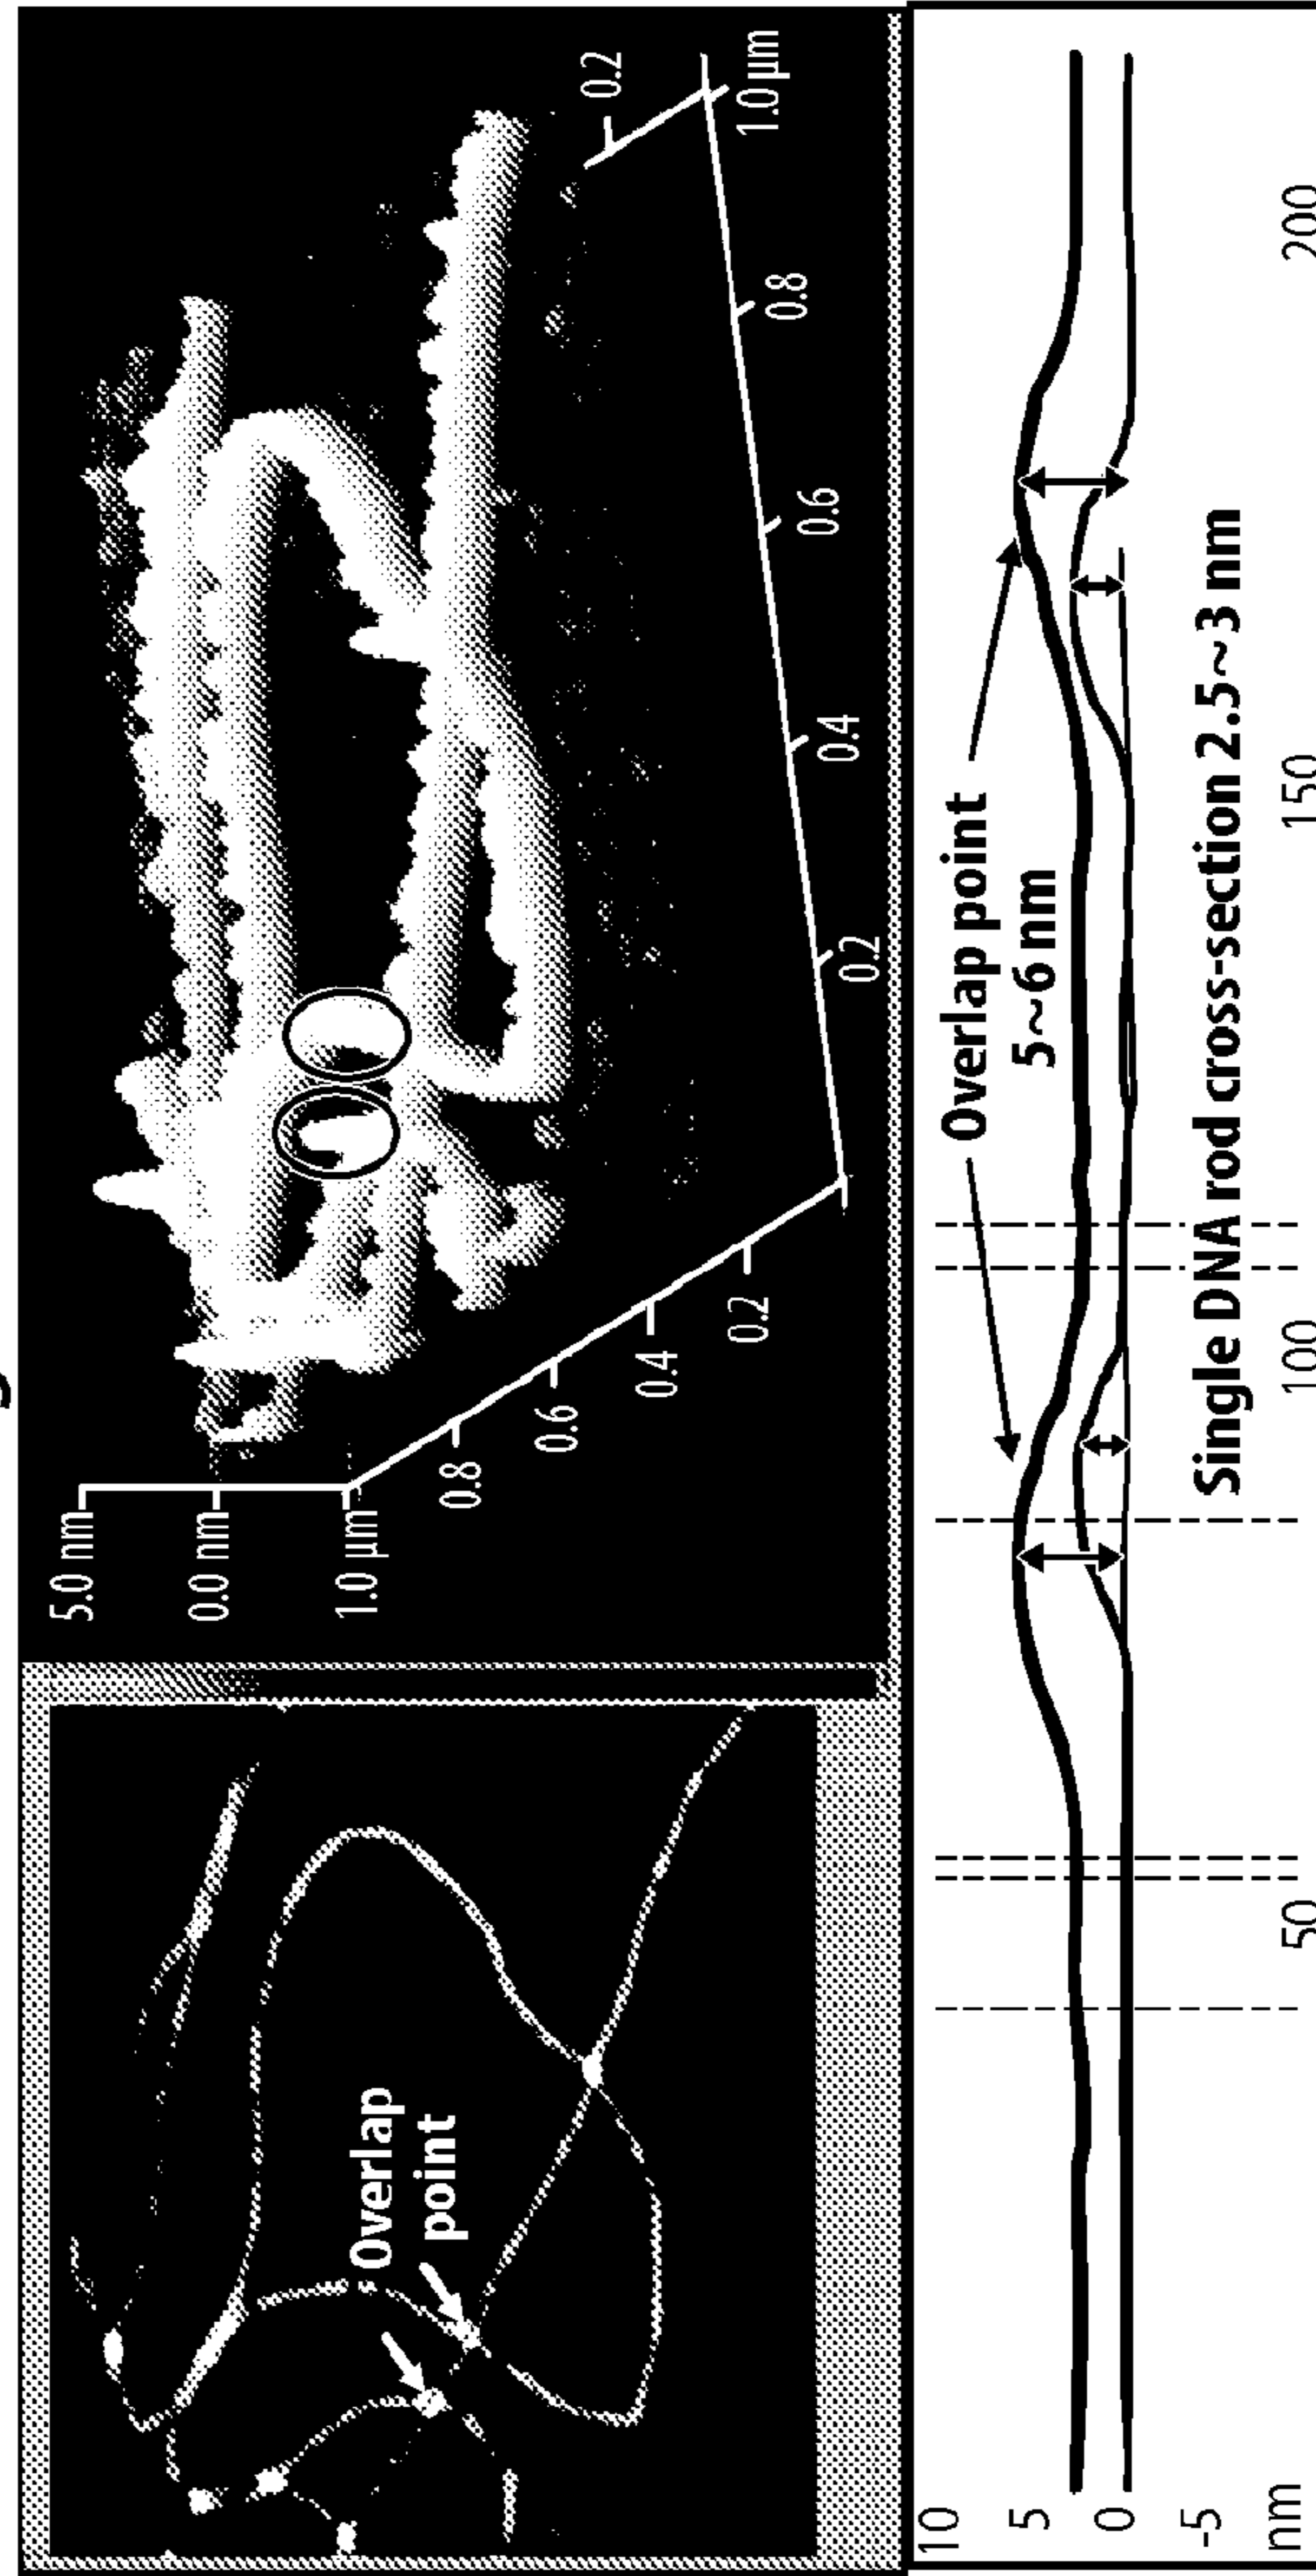 Overlap
point
5.0 nm
0.0 nm
1.0 µm
0.8
0.6
0.4
0.2
0.2
0.4
0.6
0.8
1.0 µm
0.2
10
5
0
-5
nm
Overlap point
5~6 nm
Single DNA rod cross-section 2.5~3 nm
50
100
150
200